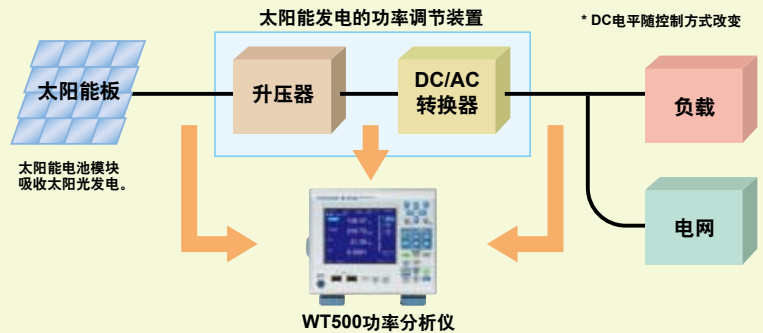 太阳能发电的功率调节装置
* DC电平随控制方式改变
太阳能板
升压器
DC/AC
转换器
负载
太阳能电池模块
吸收太阳光发电。
电网
WT500功率分析仪